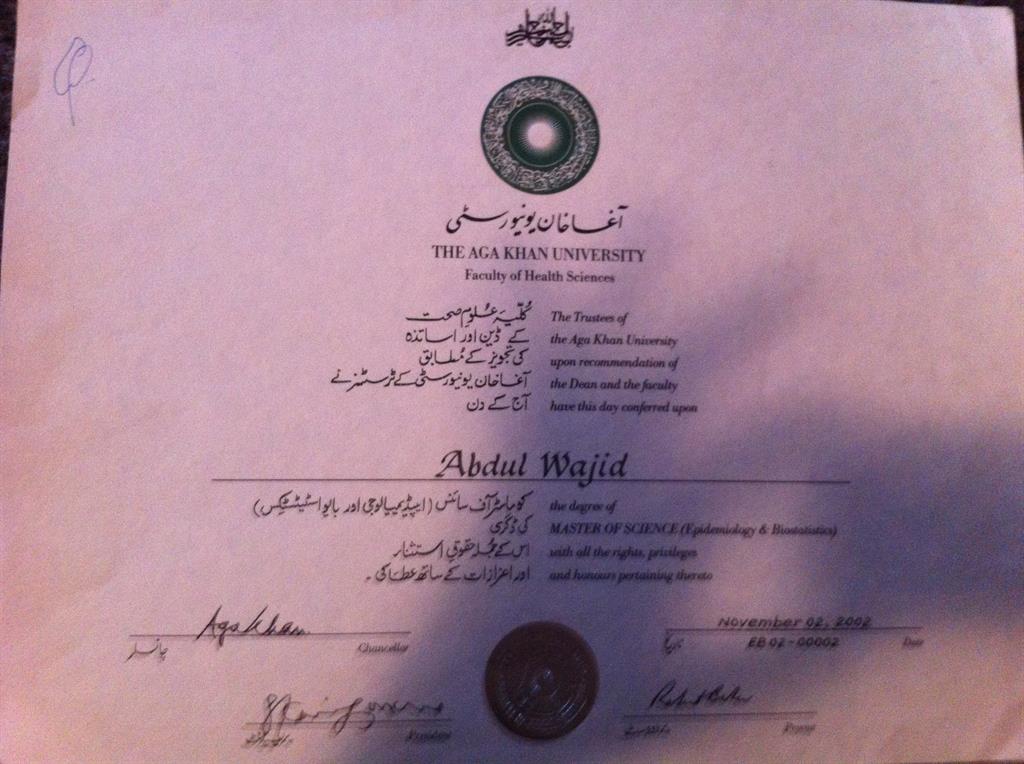 آغا خان یونیورسٹی
THE AGA KHAN UNIVERSITY
Faculty of Health Sciences
کلیۂ علومِ صحت
کے ڈین اور اساتذہ
کی تجویز کے مطابق
آغا خان یونیورسٹی کے ٹرسٹیز نے
آج کے دن
The Trustees of
the Aga Khan University
upon recommendation of
the Dean and the faculty
have this day conferred upon
Abdul Wajid
کو ماسٹر آف سائنس (ایپیڈیمیالوجی اور بایواسٹیٹسٹکس)
کی ڈگری
اس کے جملہ حقوق، استثنار
اور اعزازات کے ساتھ عطا کی۔
the degree of
MASTER OF SCIENCE (Epidemiology & Biostatistics)
with all the rights, privileges
and honours pertaining thereto
Aga Khan
چانسلر Chancellor
November 02, 2002
تاریخ EB 02-00002 Date
President
Provost